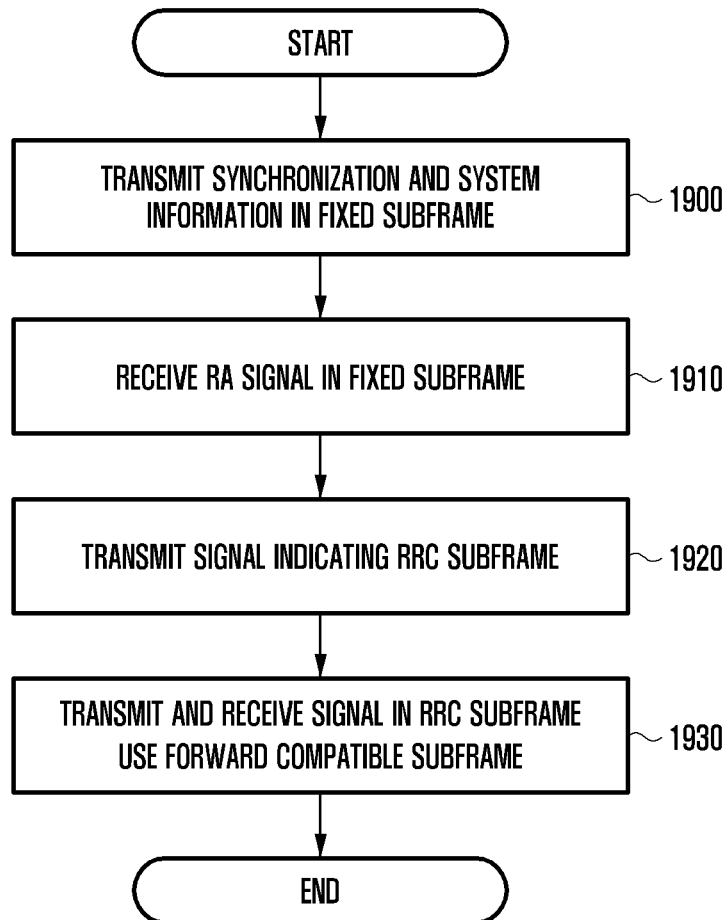 START
TRANSMIT SYNCHRONIZATION AND SYSTEM
INFORMATION IN FIXED SUBFRAME
1900
RECEIVE RA SIGNAL IN FIXED SUBFRAME
1910
TRANSMIT SIGNAL INDICATING RRC SUBFRAME
1920
TRANSMIT AND RECEIVE SIGNAL IN RRC SUBFRAME
USE FORWARD COMPATIBLE SUBFRAME
1930
END